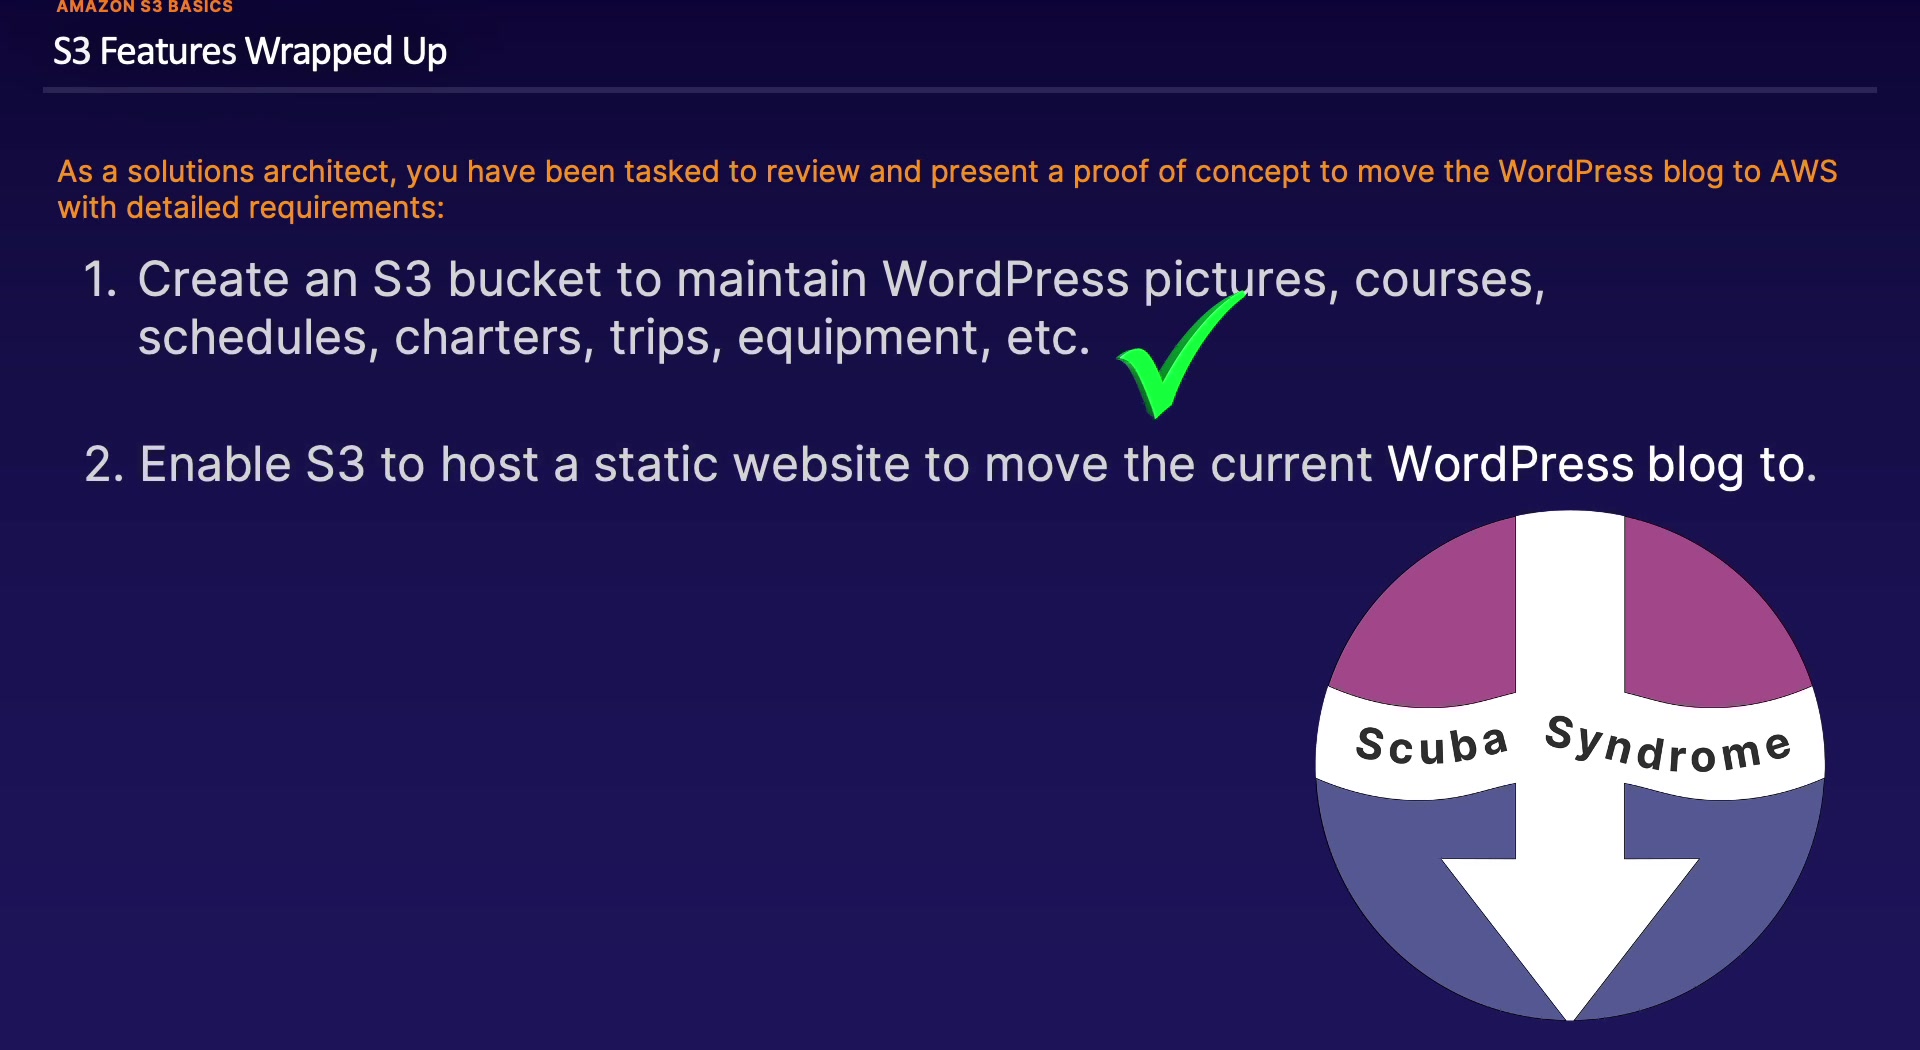 AMAZON S3 BASICS
S3 Features Wrapped Up
As a solutions architect, you have been tasked to review and present a proof of concept to move the WordPress blog to AWS
with detailed requirements:
1. Create an S3 bucket to maintain WordPress pictures, courses,
schedules, charters, trips, equipment, etc.
2. Enable S3 to host a static website to move the current WordPress blog to.
Scuba Syndrome